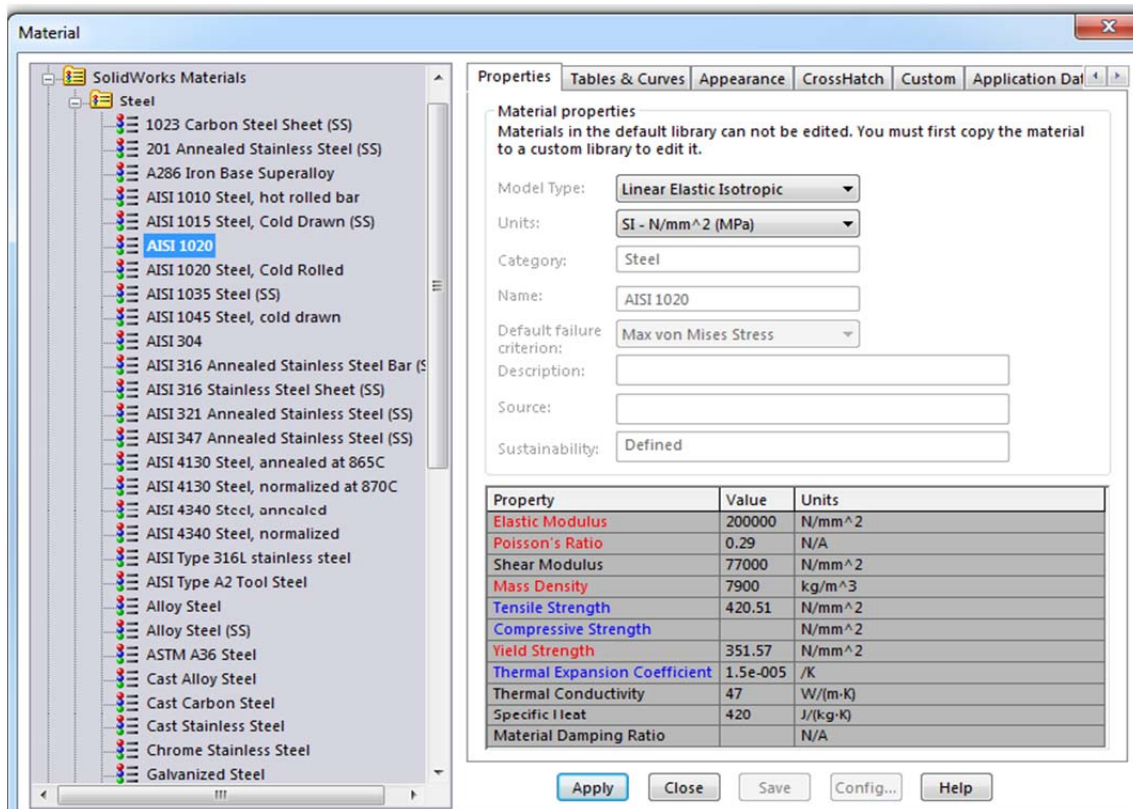 Material
SolidWorks Materials
Steel
1023 Carbon Steel Sheet (SS)
201 Annealed Stainless Steel (SS)
A286 Iron Base Superalloy
AISI 1010 Steel, hot rolled bar
AISI 1015 Steel, Cold Drawn (SS)
AISI 1020
AISI 1020 Steel, Cold Rolled
AISI 1035 Steel (SS)
AISI 1045 Steel, cold drawn
AISI 304
AISI 316 Annealed Stainless Steel Bar (S
AISI 316 Stainless Steel Sheet (SS)
AISI 321 Annealed Stainless Steel (SS)
AISI 347 Annealed Stainless Steel (SS)
AISI 4130 Steel, annealed at 865C
AISI 4130 Steel, normalized at 870C
AISI 4340 Steel, annealed
AISI 4340 Steel, normalized
AISI Type 316L stainless steel
AISI Type A2 Tool Steel
Alloy Steel
Alloy Steel (SS)
ASTM A36 Steel
Cast Alloy Steel
Cast Carbon Steel
Cast Stainless Steel
Chrome Stainless Steel
Galvanized Steel
Properties Tables & Curves Appearance CrossHatch Custom Application Dat
Material properties
Materials in the default library can not be edited. You must first copy the material
to a custom library to edit it.
Model Type: Linear Elastic Isotropic
Units: SI - N/mm^2 (MPa)
Category: Steel
Name: AISI 1020
Default failure
criterion: Max von Mises Stress
Description:
Source:
Sustainability: Defined
Property Value Units
Elastic Modulus 200000 N/mm^2
Poisson's Ratio 0.29 N/A
Shear Modulus 77000 N/mm^2
Mass Density 7900 kg/m^3
Tensile Strength 420.51 N/mm^2
Compressive Strength N/mm^2
Yield Strength 351.57 N/mm^2
Thermal Expansion Coefficient 1.5e-005 /K
Thermal Conductivity 47 W/(m·K)
Specific Heat 420 J/(kg·K)
Material Damping Ratio N/A
Apply Close Save Config... Help